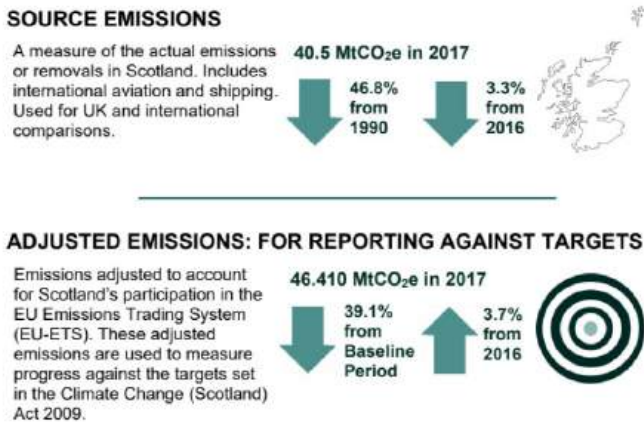 SOURCE EMISSIONS
A measure of the actual emissions
or removals in Scotland. Includes
international aviation and shipping.
Used for UK and international
comparisons.
40.5 MtCO₂e in 2017
46.8%
from
1990
3.3%
from
2016
ADJUSTED EMISSIONS: FOR REPORTING AGAINST TARGETS
Emissions adjusted to account
for Scotland's participation in the
EU Emissions Trading System
(EU-ETS). These adjusted
emissions are used to measure
progress against the targets set
in the Climate Change (Scotland)
Act 2009.
46.410 MtCO₂e in 2017
39.1%
from
Baseline
Period
3.7%
from
2016